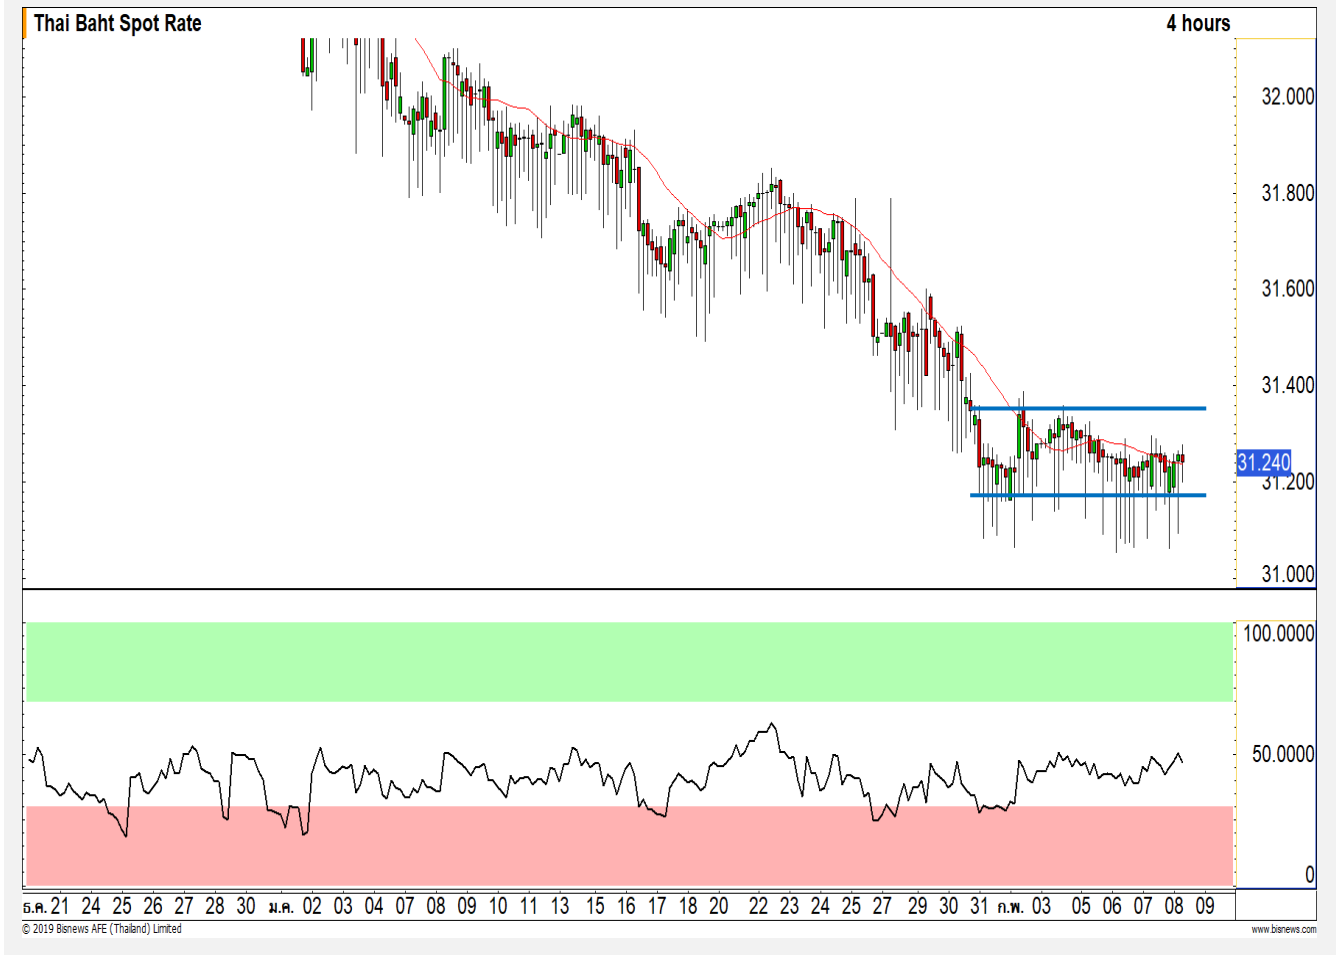 Thai Baht Spot Rate
4 hours
32.000
31.800
31.600
31.400
31.240
31.200
31.000
100.0000
50.0000
0
ธ.ค. 21 24 25 26 27 28 30 ม.ค. 02 03 04 07 08 09 10 11 13 15 16 17 18 20 22 23 24 25 27 29 30 31 ก.พ. 03 05 06 07 08 09
© 2019 Bisnews AFE (Thailand) Limited
www.bisnews.com